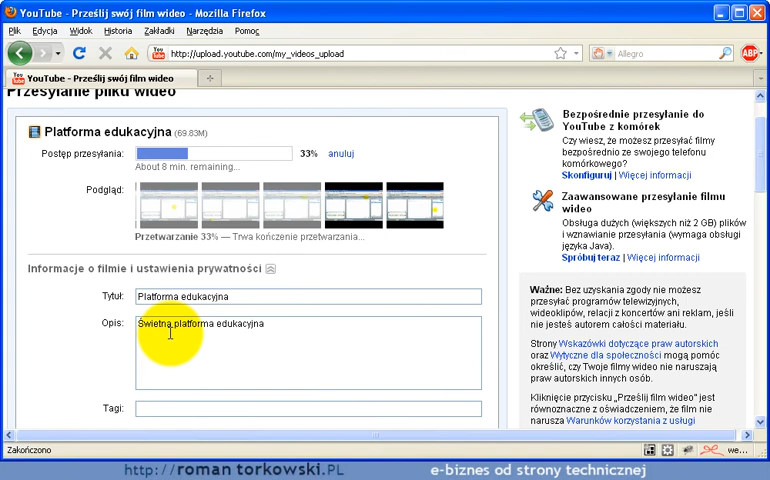 YouTube - Prześlij swój film wideo - Mozilla Firefox
Plik Edycja Widok Historia Zakładki Narzędzia Pomoc
http://upload.youtube.com/my_videos_upload
Allegro
ABP
YouTube - Prześlij swój film wideo
Przesyłanie pliku wideo
Platforma edukacyjna (69.83M)
Postęp przesyłania: 33% anuluj
About 8 min. remaining...
Podgląd:
Przetwarzanie 33% — Trwa kończenie przetwarzania...
Informacje o filmie i ustawienia prywatności
Tytuł: Platforma edukacyjna
Opis: Świetna platforma edukacyjna
Tagi:
Bezpośrednie przesyłanie do
YouTube z komórek
Czy wiesz, że możesz przesyłać filmy
bezpośrednio ze swojego telefonu
komórkowego?
Skonfiguruj | Więcej informacji
Zaawansowane przesyłanie filmu
wideo
Obsługa dużych (większych niż 2 GB) plików
i wznawianie przesyłania (wymaga obsługi
języka Java).
Spróbuj teraz | Więcej informacji
Ważne: Bez uzyskania zgody nie możesz
przesyłać programów telewizyjnych,
wideoklipów, relacji z koncertów ani reklam, jeśli
nie jesteś autorem całości materiału.
Strony Wskazówki dotyczące praw autorskich
oraz Wytyczne dla społeczności mogą pomóc
określić, czy Twoje filmy wideo nie naruszają
praw autorskich innych osób.
Kliknięcie przycisku „Prześlij film wideo" jest
równoznaczne z oświadczeniem, że film nie
narusza Warunków korzystania z usługi
Zakończono
we...
http://roman torkowski.PL e-biznes od strony technicznej